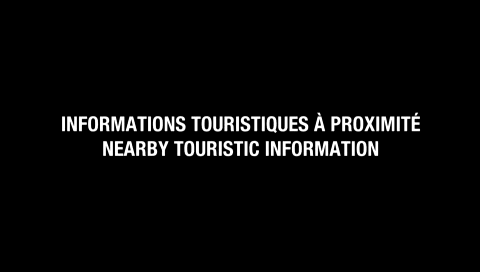 INFORMATIONS TOURISTIQUES À PROXIMITÉ
NEARBY TOURISTIC INFORMATION